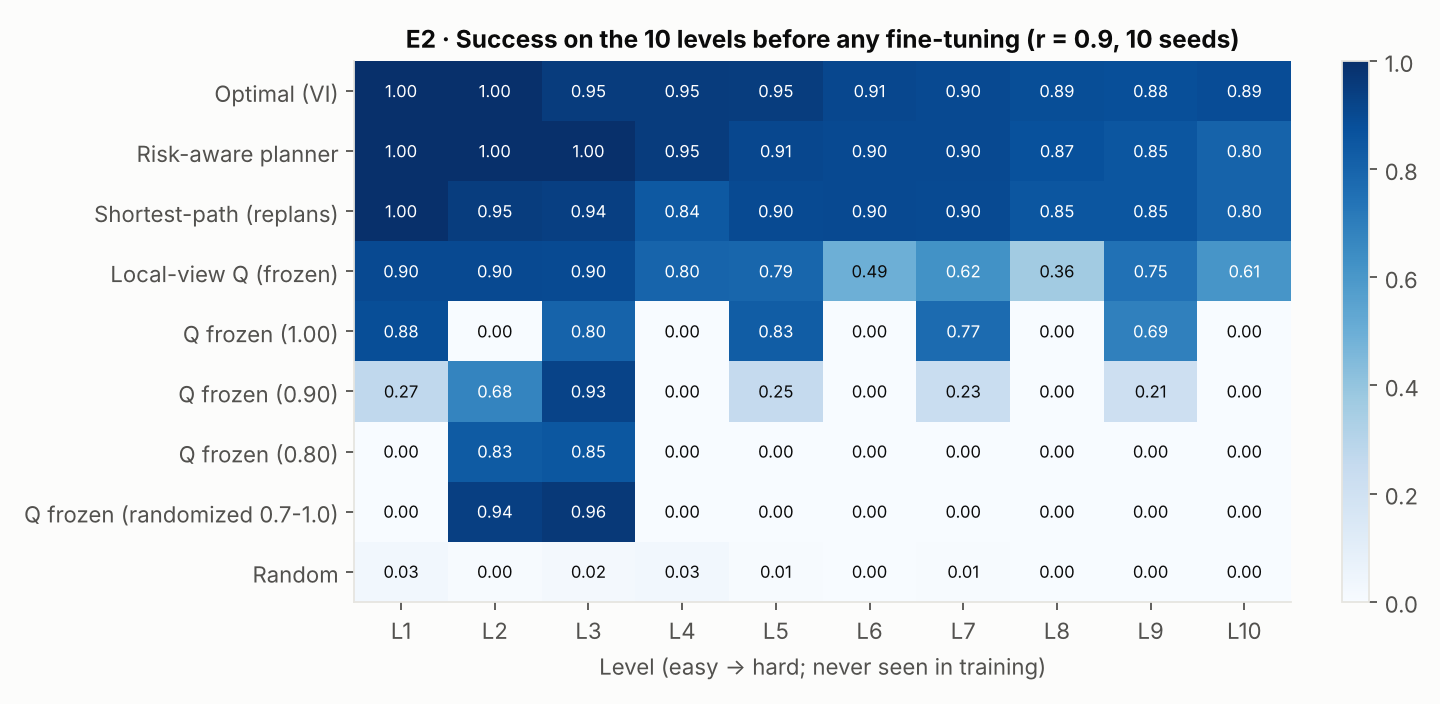 E2 · Success on the 10 levels before any fine-tuning (r = 0.9, 10 seeds)
Optimal (VI) 1.00 1.00 0.95 0.95 0.95 0.91 0.90 0.89 0.88 0.89
Risk-aware planner 1.00 1.00 1.00 0.95 0.91 0.90 0.90 0.87 0.85 0.80
Shortest-path (replans) 1.00 0.95 0.94 0.84 0.90 0.90 0.90 0.85 0.85 0.80
Local-view Q (frozen) 0.90 0.90 0.90 0.80 0.79 0.49 0.62 0.36 0.75 0.61
Q frozen (1.00) 0.88 0.00 0.80 0.00 0.83 0.00 0.77 0.00 0.69 0.00
Q frozen (0.90) 0.27 0.68 0.93 0.00 0.25 0.00 0.23 0.00 0.21 0.00
Q frozen (0.80) 0.00 0.83 0.85 0.00 0.00 0.00 0.00 0.00 0.00 0.00
Q frozen (randomized 0.7-1.0) 0.00 0.94 0.96 0.00 0.00 0.00 0.00 0.00 0.00 0.00
Random 0.03 0.00 0.02 0.03 0.01 0.00 0.01 0.00 0.00 0.00
L1 L2 L3 L4 L5 L6 L7 L8 L9 L10
Level (easy → hard; never seen in training)
1.0
0.8
0.6
0.4
0.2
0.0